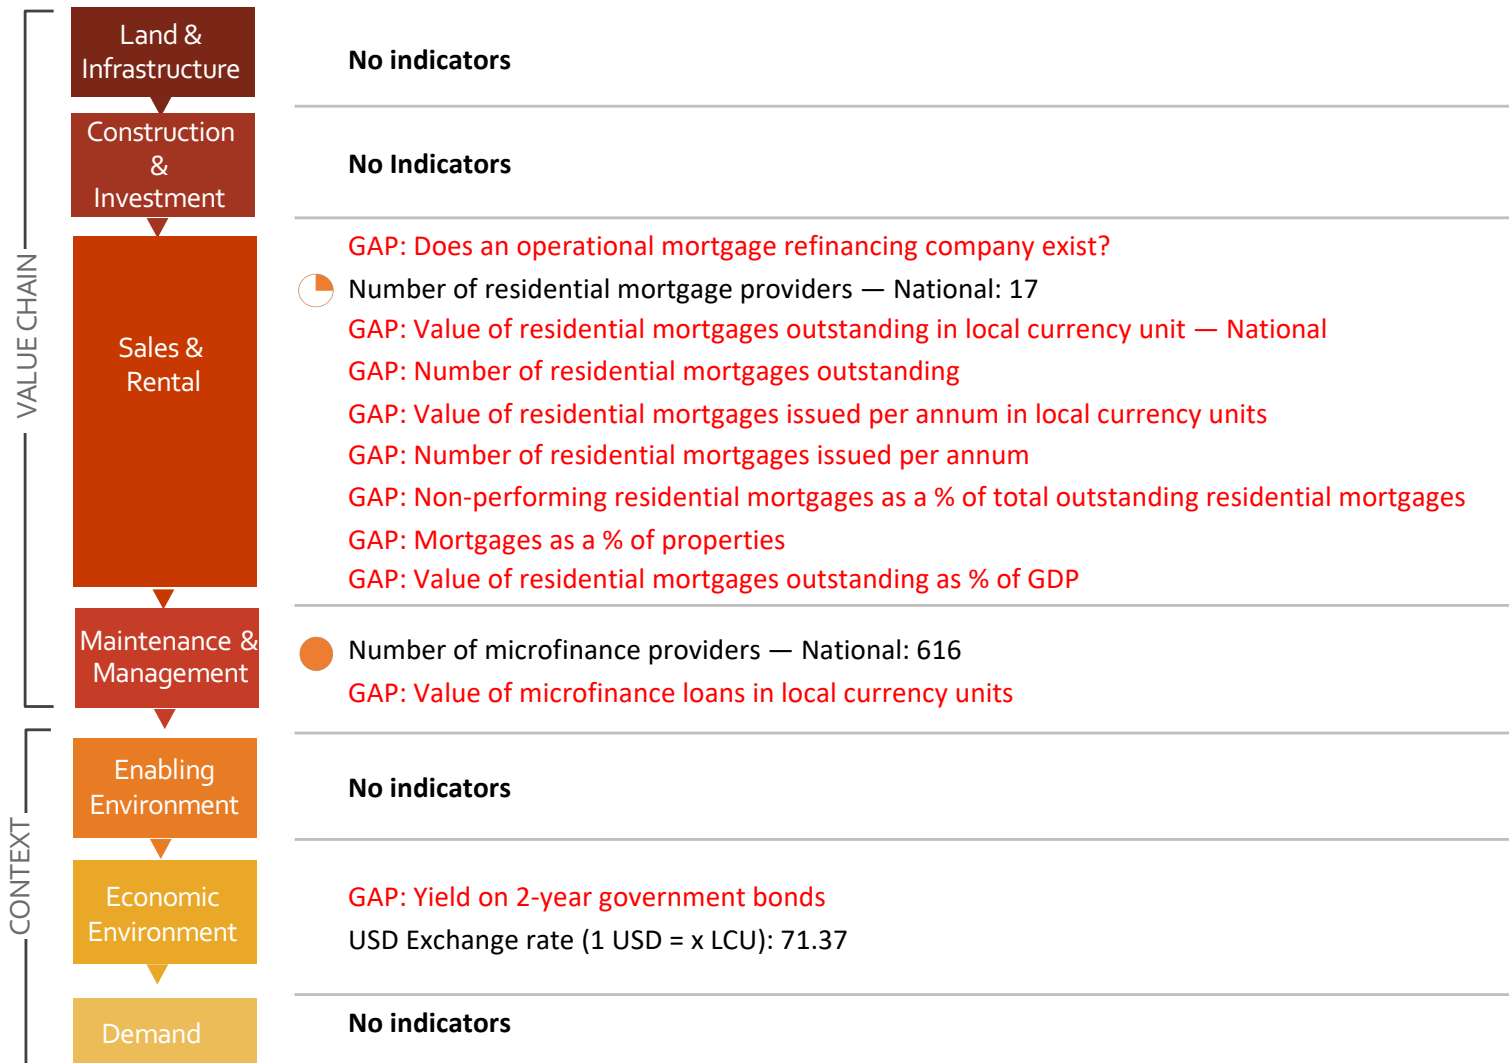 VALUE CHAIN
Land &
Infrastructure
No indicators
Construction
&
Investment
No Indicators
Sales &
Rental
GAP: Does an operational mortgage refinancing company exist?
Number of residential mortgage providers — National: 17
GAP: Value of residential mortgages outstanding in local currency unit — National
GAP: Number of residential mortgages outstanding
GAP: Value of residential mortgages issued per annum in local currency units
GAP: Number of residential mortgages issued per annum
GAP: Non-performing residential mortgages as a % of total outstanding residential mortgages
GAP: Mortgages as a % of properties
GAP: Value of residential mortgages outstanding as % of GDP
Maintenance &
Management
Number of microfinance providers — National: 616
GAP: Value of microfinance loans in local currency units
CONTEXT
Enabling
Environment
No indicators
Economic
Environment
GAP: Yield on 2-year government bonds
USD Exchange rate (1 USD = x LCU): 71.37
Demand
No indicators